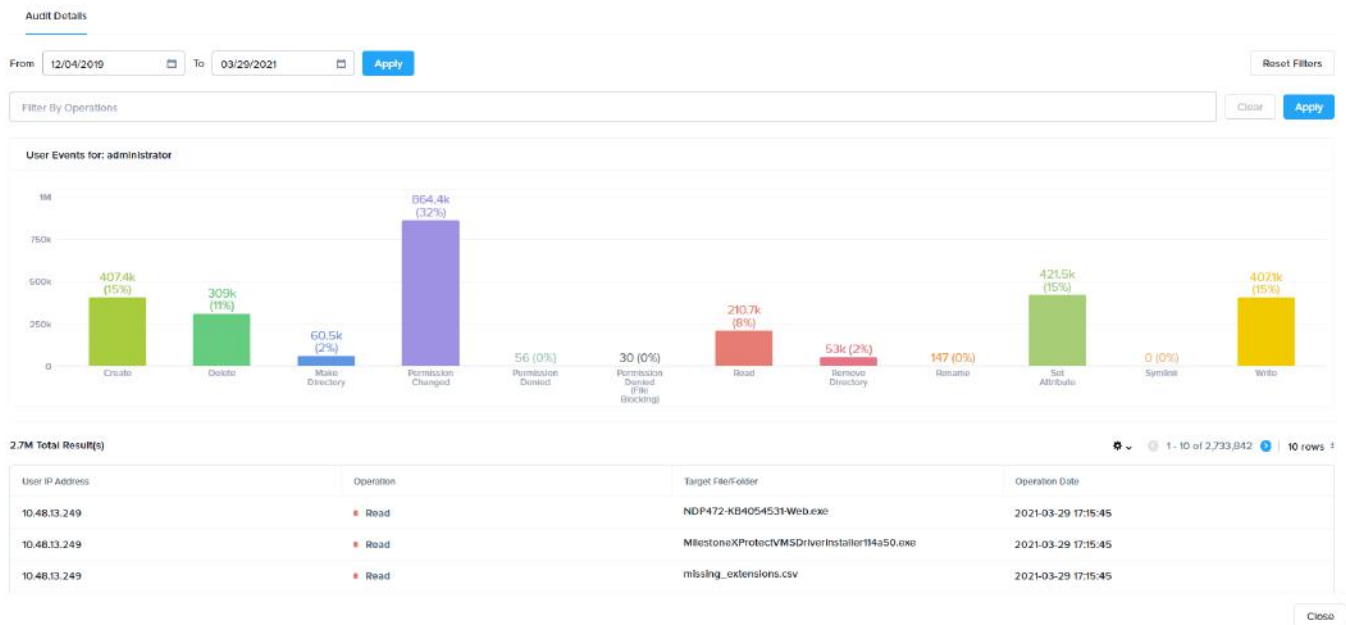 Audit Details
From 12/04/2019 To 03/29/2021 Apply Reset Filters
Filter By Operations Clear Apply
User Events for: administrator
1M
750k
500k
250k
0
407.4k
(15%)
Create
309k
(11%)
Delete
60.5k
(2%)
Make
Directory
864.4k
(32%)
Permission
Changed
56 (0%)
Permission
Denied
30 (0%)
Permission
Denied
(File
Blocking)
210.7k
(8%)
Read
53k (2%)
Remove
Directory
147 (0%)
Rename
421.5k
(15%)
Set
Attribute
0 (0%)
Symlink
407.1k
(15%)
Write
2.7M Total Result(s) 1 - 10 of 2,733,842 10 rows
User IP Address Operation Target File/Folder Operation Date
10.48.13.249 Read NDP472-KB4054531-Web.exe 2021-03-29 17:15:45
10.48.13.249 Read MilestoneXProtectVMSDriverInstaller114a50.exe 2021-03-29 17:15:45
10.48.13.249 Read missing_extensions.csv 2021-03-29 17:15:45
Close